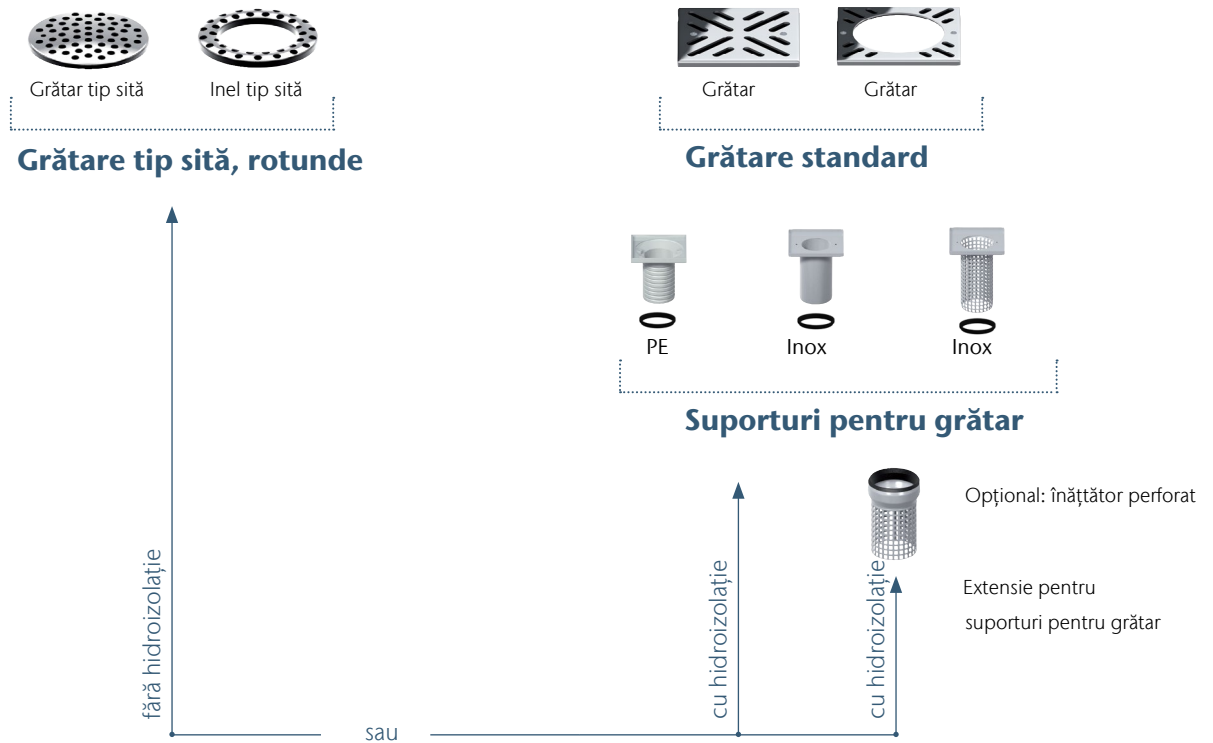 Grătar tip sită
Inel tip sită
Grătar
Grătar
Grătare tip sită, rotunde
Grătare standard
PE
Inox
Inox
Suporturi pentru grătar
Opțional: înăttător perforat
Extensie pentru
suporturi pentru grătar
fără hidroizolație
cu hidroizolație
cu hidroizolație
sau